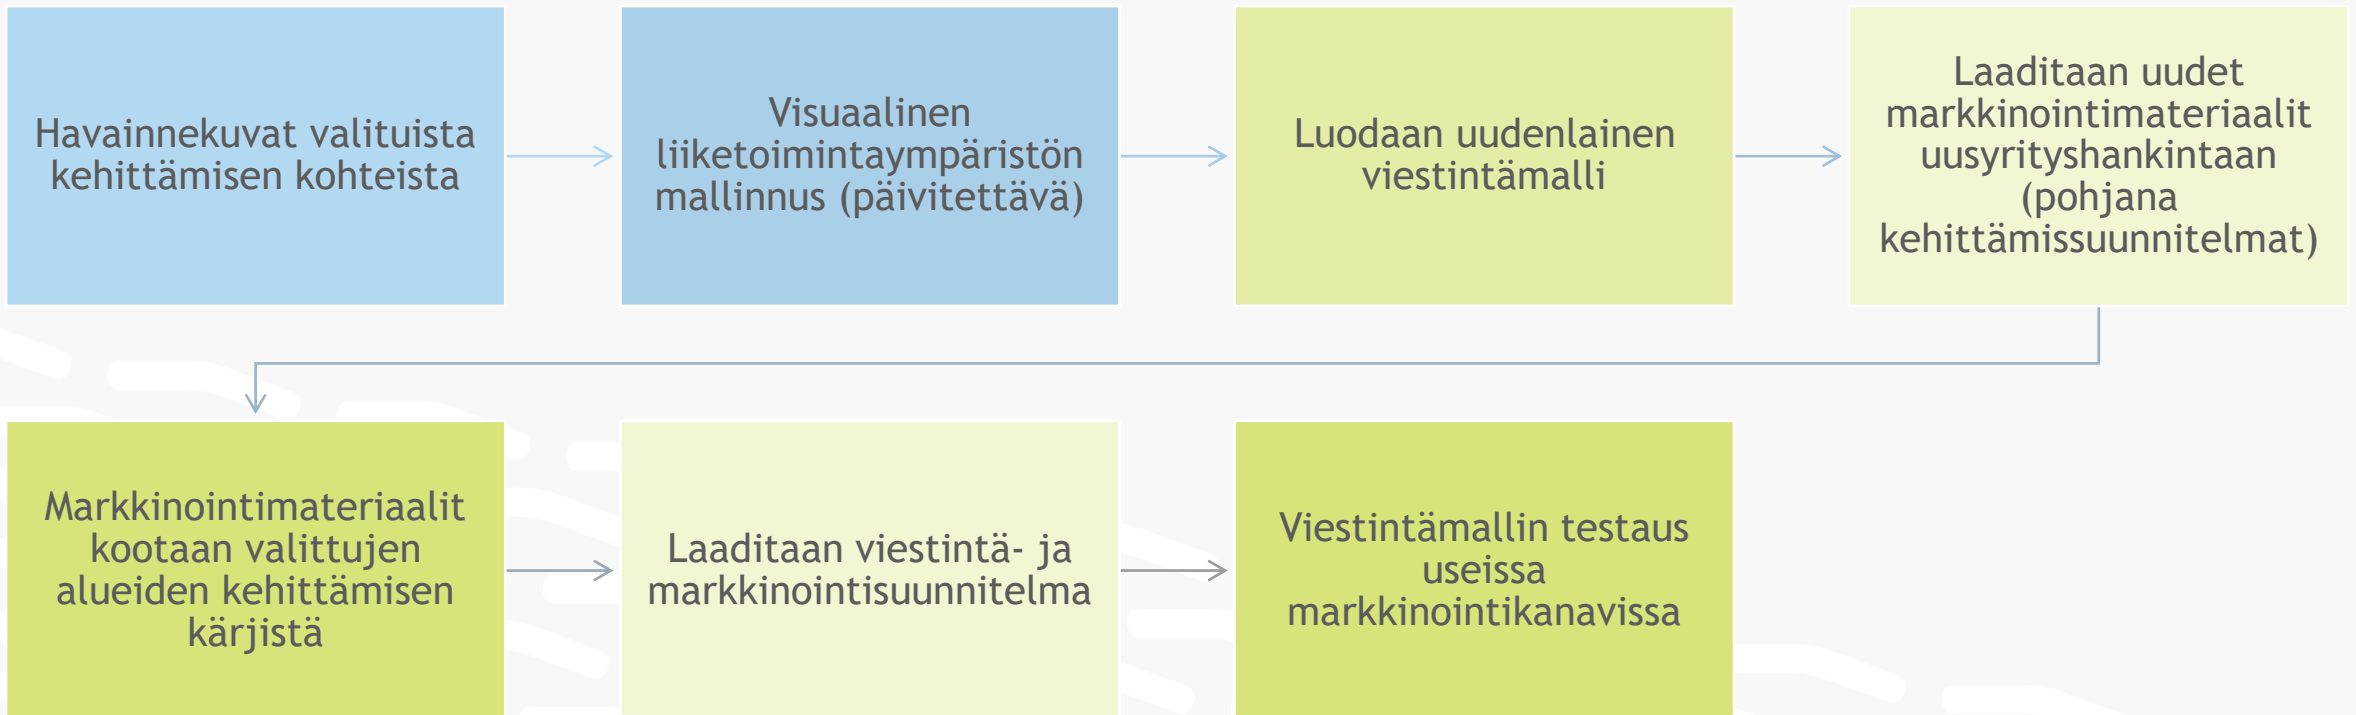 Havainnekuvat valituista
kehittämisen kohteista
Visuaalinen
liiketoimintaympäristön
mallinnus (päivitettävä)
Luodaan uudenlainen
viestintämalli
Laaditaan uudet
markkinointimateriaalit
uusyrityshankintaan
(pohjana
kehittämissuunnitelmat)
Markkinointimateriaalit
kootaan valittujen
alueiden kehittämisen
kärjistä
Laaditaan viestintä- ja
markkinointisuunnitelma
Viestintämallin testaus
useissa
markkinointikanavissa